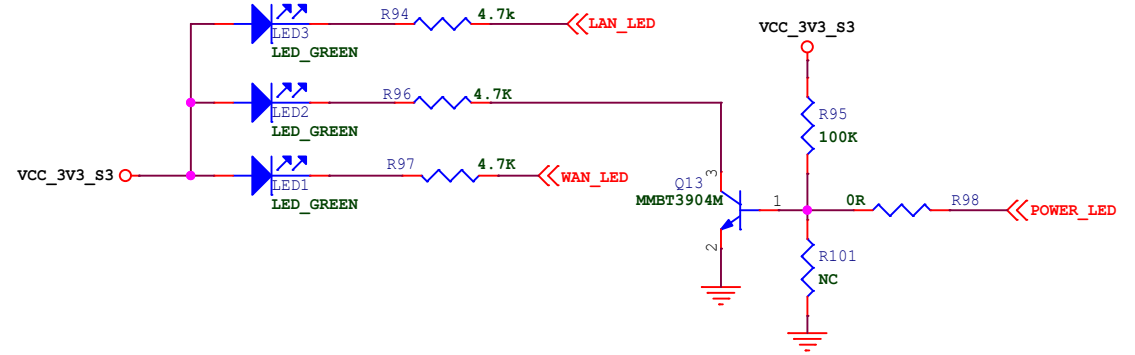 R94 4.7k LAN_LED
LED3
LED_GREEN
VCC_3V3_S3
R96 4.7K
LED2
LED_GREEN
R95
100K
VCC_3V3_S3
R97 4.7K WAN_LED
LED1
LED_GREEN
Q13 3
MMBT3904M
1
2
0R R98 POWER_LED
R101
NC